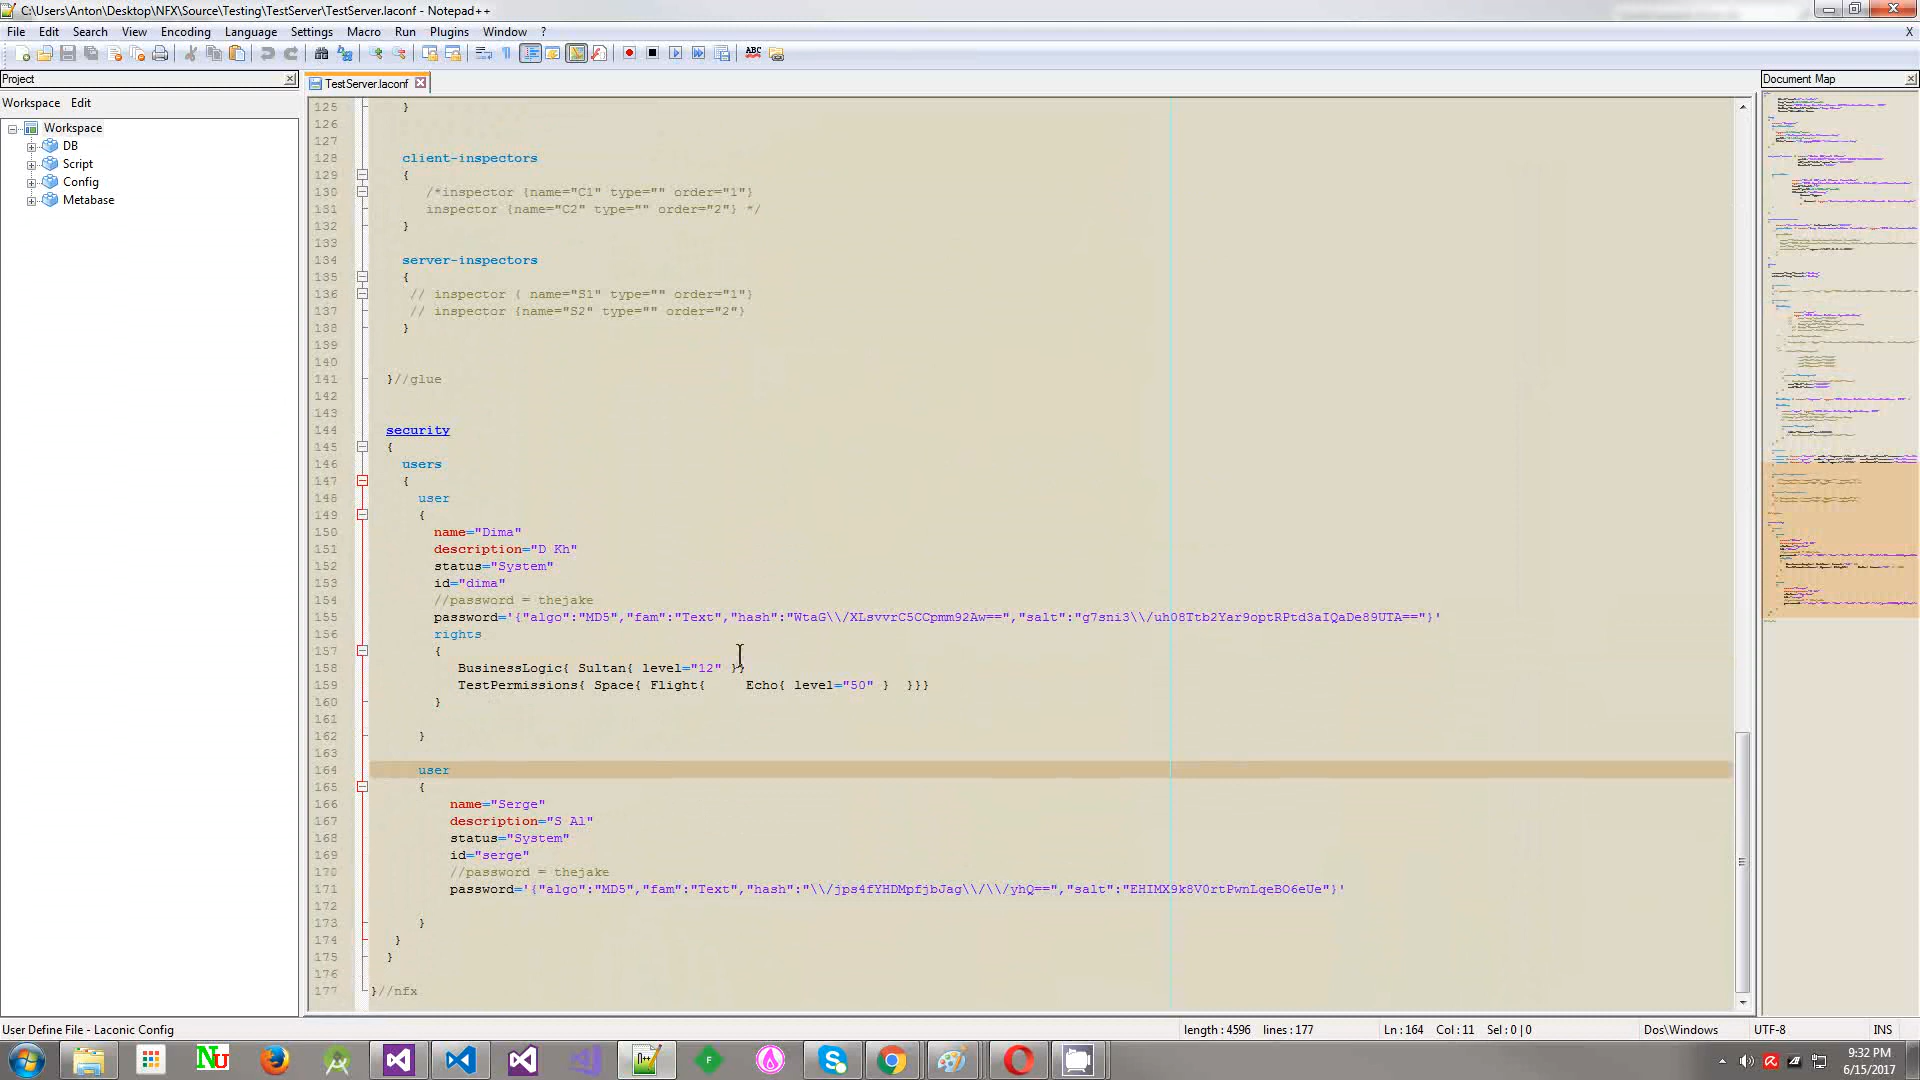 C:\Users\Anton\Desktop\NFX\Source\Testing\TestServer\TestServer.laconf - Notepad++
File Edit Search View Encoding Language Settings Macro Run Plugins Window ? X
ABC
Project
TestServer.laconf
Document Map
Workspace Edit
Workspace
DB
Script
Config
Metabase
125 }
126
127
128 client-inspectors
129 {
130 /*inspector {name="C1" type="" order="1"}
131 inspector {name="C2" type="" order="2"} */
132 }
133
134 server-inspectors
135 {
136 // inspector { name="S1" type="" order="1"}
137 // inspector {name="S2" type="" order="2"}
138 }
139
140
141 }//glue
142
143
144 security
145 {
146 users
147 {
148 user
149 {
150 name="Dima"
151 description="D Kh"
152 status="System"
153 id="dima"
154 //password = thejake
155 password='{"algo":"MD5","fam":"Text","hash":"WtaG\\/XLsvvrC5CCpmm92Aw==","salt":"g7sni3\\/uh08Ttb2Yar9optRPtd3aIQaDe89UTA=="}'
156 rights
157 {
158 BusinessLogic{ Sultan{ level="12" }}
159 TestPermissions{ Space{ Flight{ Echo{ level="50" } }}}
160 }
161
162 }
163
164 user
165 {
166 name="Serge"
167 description="S Al"
168 status="System"
169 id="serge"
170 //password = thejake
171 password='{"algo":"MD5","fam":"Text","hash":"\\/jps4fYHDMpfjbJag\\/\\/yhQ==","salt":"EHIMX9k8V0rtPwnLqeBO6eUe"}'
172
173 }
174 }
175 }
176
177 }//nfx
User Define File - Laconic Config length : 4596 lines : 177 Ln : 164 Col : 11 Sel : 0 | 0 Dos\Windows UTF-8 INS
9:32 PM
6/15/2017